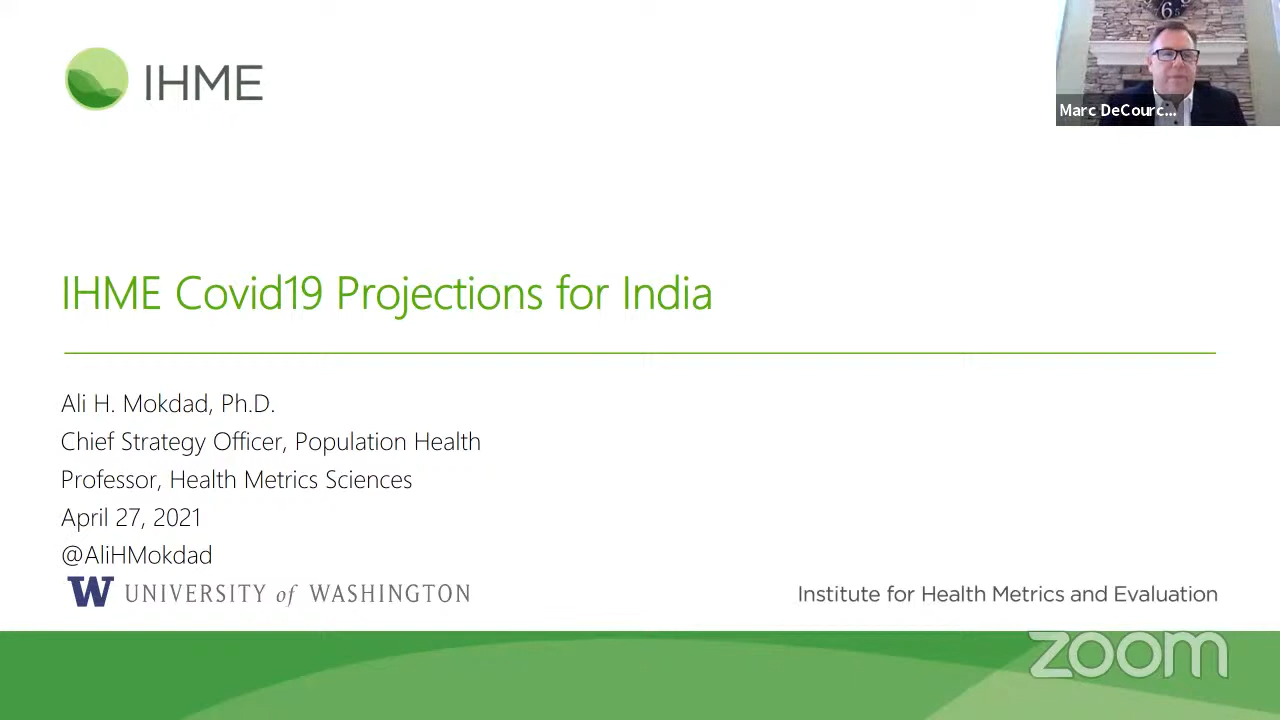 IHME
Marc DeCourc...
IHME Covid19 Projections for India
Ali H. Mokdad, Ph.D.
Chief Strategy Officer, Population Health
Professor, Health Metrics Sciences
April 27, 2021
@AliHMokdad
W UNIVERSITY of WASHINGTON
Institute for Health Metrics and Evaluation
zoom